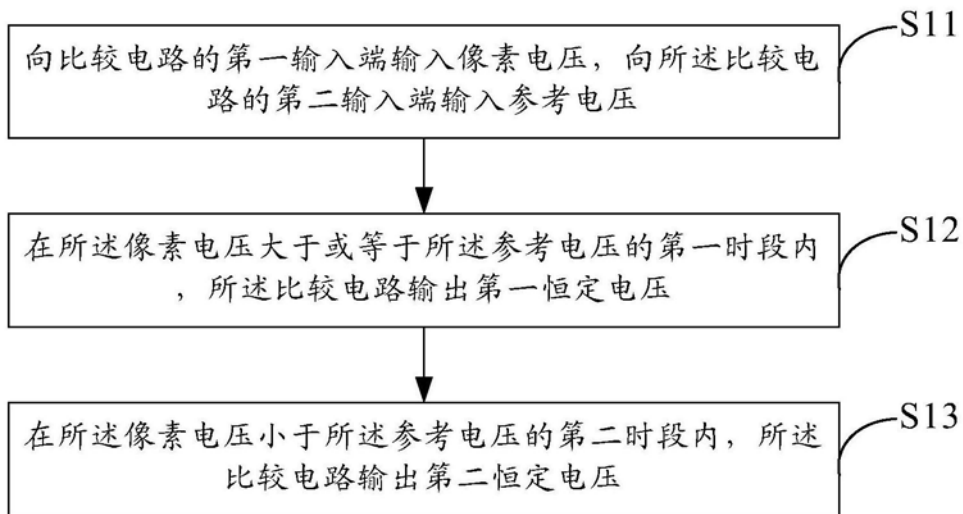 向比较电路的第一输入端输入像素电压，向所述比较电
路的第二输入端输入参考电压
S11
在所述像素电压大于或等于所述参考电压的第一时段内
，所述比较电路输出第一恒定电压
S12
在所述像素电压小于所述参考电压的第二时段内，所述
比较电路输出第二恒定电压
S13